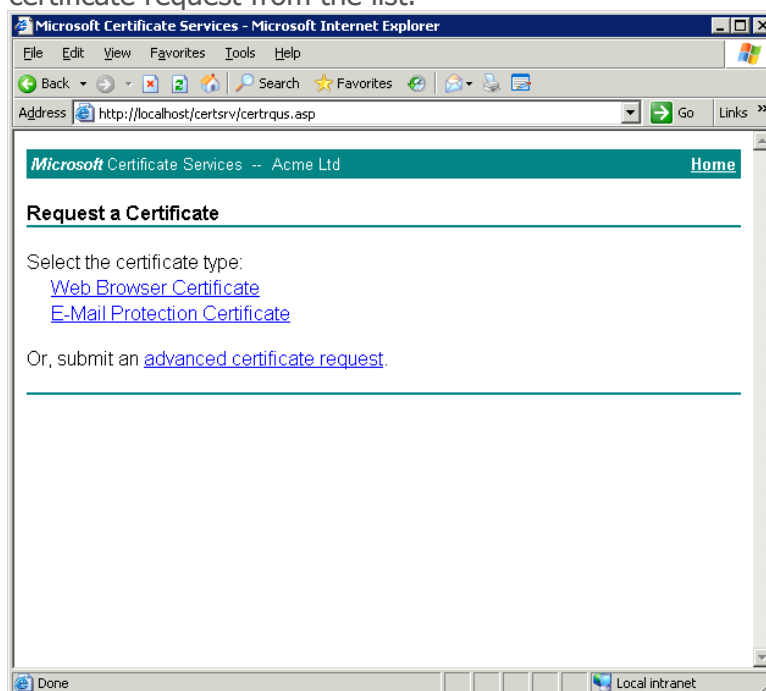 certificate request from the list.
Microsoft Certificate Services - Microsoft Internet Explorer
File Edit View Favorites Tools Help
Back Search Favorites
Address http://localhost/certsrv/certrqus.asp Go Links »
Microsoft Certificate Services -- Acme Ltd Home
Request a Certificate
Select the certificate type:
Web Browser Certificate
E-Mail Protection Certificate
Or, submit an advanced certificate request.
Done Local intranet